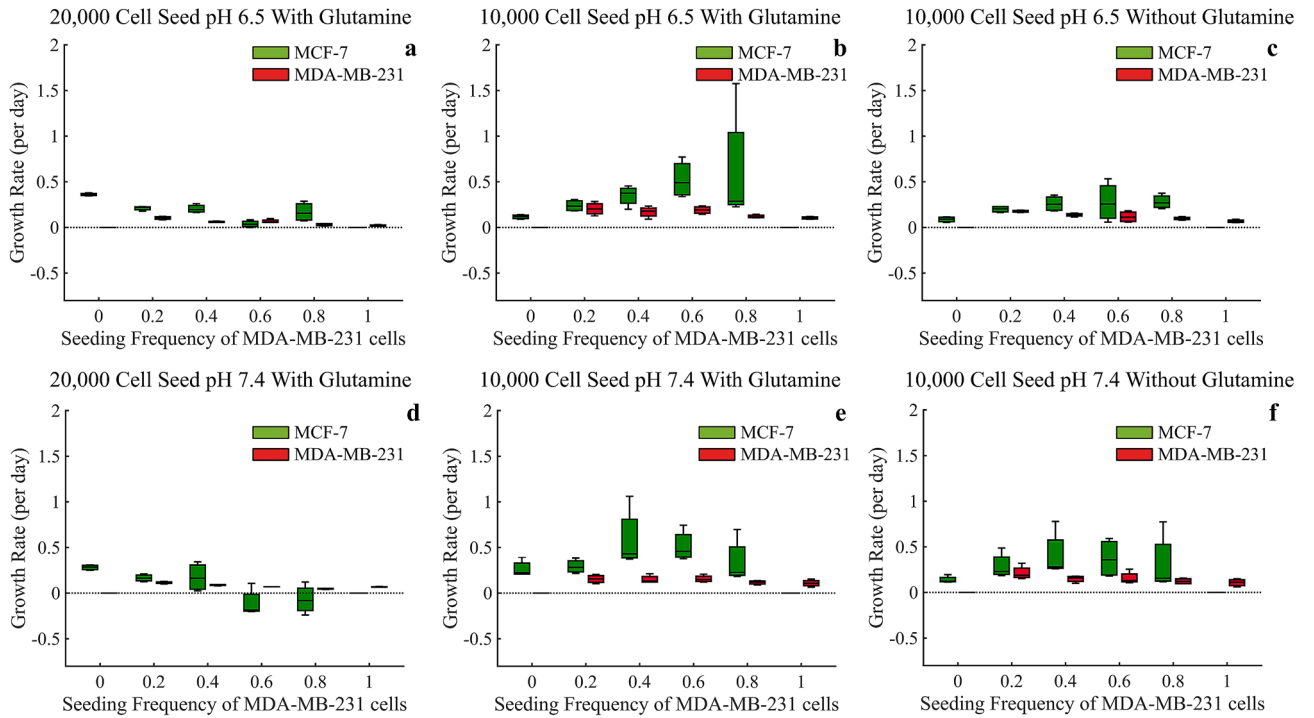 20,000 Cell Seed pH 6.5 With Glutamine
a
MCF-7
MDA-MB-231
2
1.5
1
0.5
0
-0.5
Growth Rate (per day)
0 0.2 0.4 0.6 0.8 1
Seeding Frequency of MDA-MB-231 cells
10,000 Cell Seed pH 6.5 With Glutamine
b
MCF-7
MDA-MB-231
2
1.5
1
0.5
0
-0.5
Growth Rate (per day)
0 0.2 0.4 0.6 0.8 1
Seeding Frequency of MDA-MB-231 cells
10,000 Cell Seed pH 6.5 Without Glutamine
c
MCF-7
MDA-MB-231
2
1.5
1
0.5
0
-0.5
Growth Rate (per day)
0 0.2 0.4 0.6 0.8 1
Seeding Frequency of MDA-MB-231 cells
20,000 Cell Seed pH 7.4 With Glutamine
d
MCF-7
MDA-MB-231
2
1.5
1
0.5
0
-0.5
Growth Rate (per day)
0 0.2 0.4 0.6 0.8 1
Seeding Frequency of MDA-MB-231 cells
10,000 Cell Seed pH 7.4 With Glutamine
e
MCF-7
MDA-MB-231
2
1.5
1
0.5
0
-0.5
Growth Rate (per day)
0 0.2 0.4 0.6 0.8 1
Seeding Frequency of MDA-MB-231 cells
10,000 Cell Seed pH 7.4 Without Glutamine
f
MCF-7
MDA-MB-231
2
1.5
1
0.5
0
-0.5
Growth Rate (per day)
0 0.2 0.4 0.6 0.8 1
Seeding Frequency of MDA-MB-231 cells